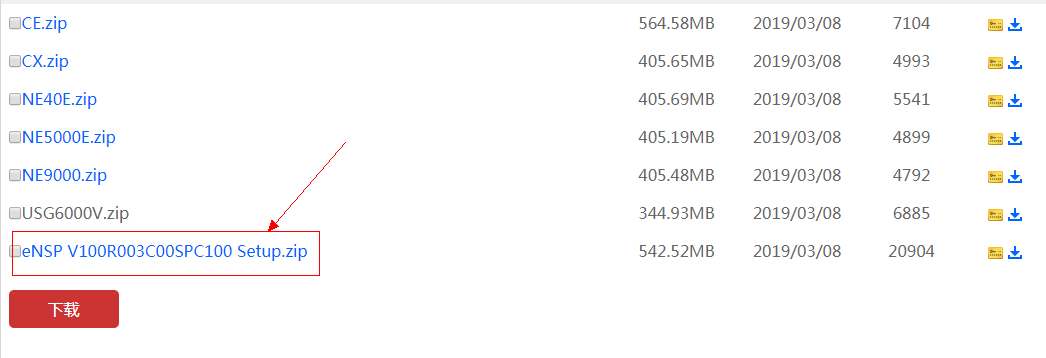 CE.zip 564.58MB 2019/03/08 7104
CX.zip 405.65MB 2019/03/08 4993
NE40E.zip 405.69MB 2019/03/08 5541
NE5000E.zip 405.19MB 2019/03/08 4899
NE9000.zip 405.48MB 2019/03/08 4792
USG6000V.zip 344.93MB 2019/03/08 6885
eNSP V100R003C00SPC100 Setup.zip 542.52MB 2019/03/08 20904
下载